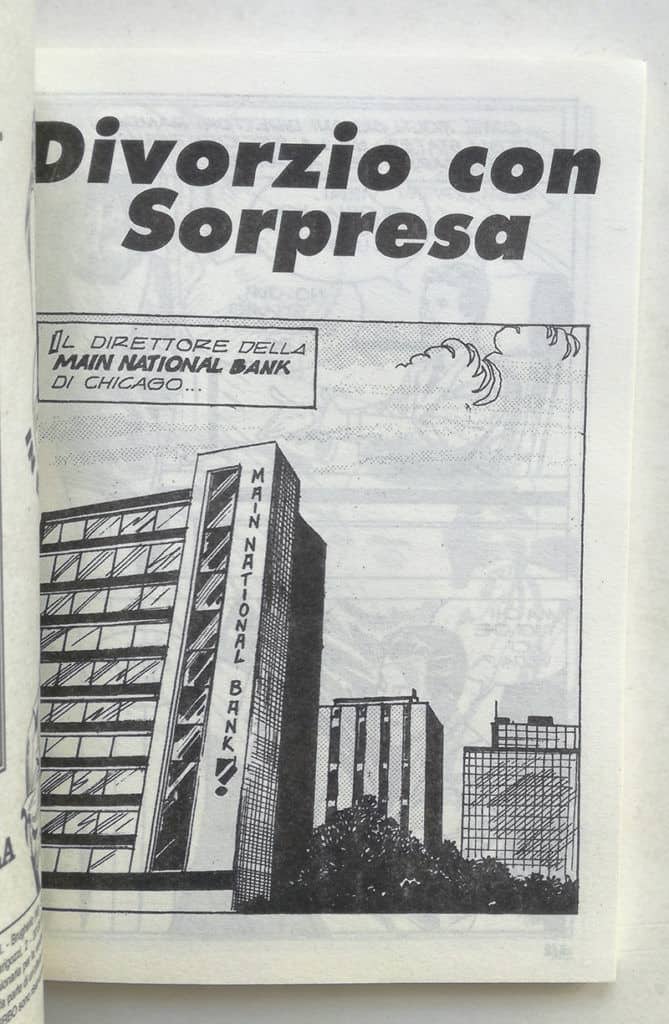 Divorzio con
Sorpresa
IL DIRETTORE DELLA
MAIN NATIONAL BANK
DI CHICAGO...
MAIN NATIONAL BANK!